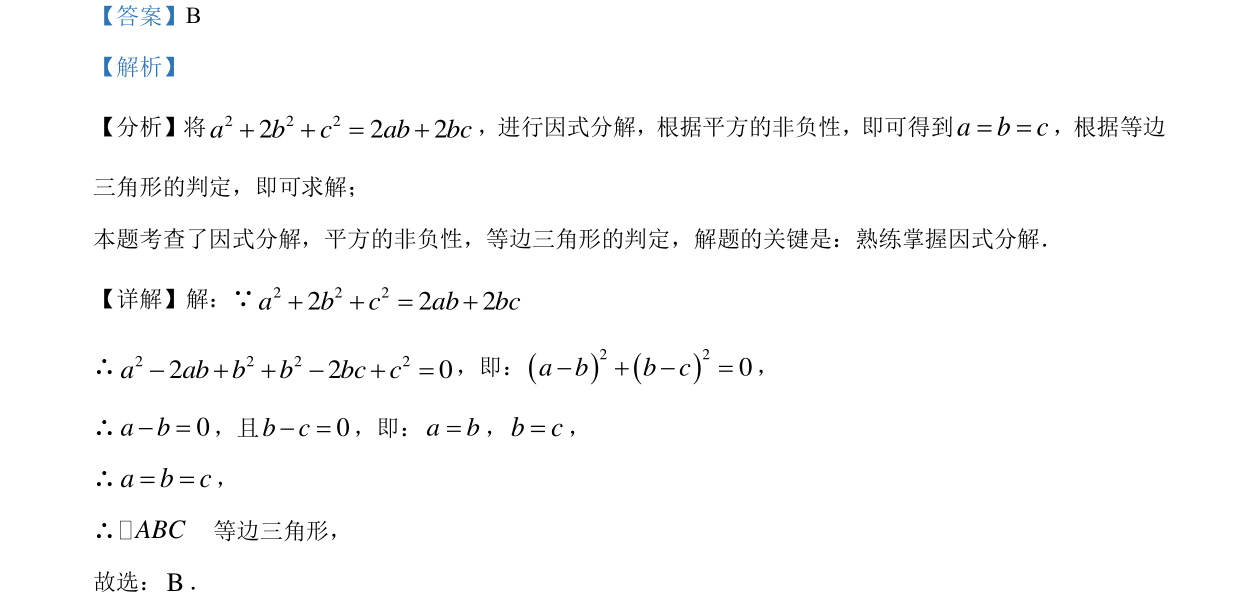 【答案】B
【解析】
【分析】将a²+2b²+c²=2ab+2bc，进行因式分解，根据平方的非负性，即可得到a=b=c，根据等边
三角形的判定，即可求解；
本题考查了因式分解，平方的非负性，等边三角形的判定，解题的关键是：熟练掌握因式分解．
【详解】解：∵a²+2b²+c²=2ab+2bc
∴a²−2ab+b²+b²−2bc+c²=0，即：(a−b)²+(b−c)²=0，
∴a−b=0，且b−c=0，即：a=b，b=c，
∴a=b=c，
∴□ABC 等边三角形，
故选：B．